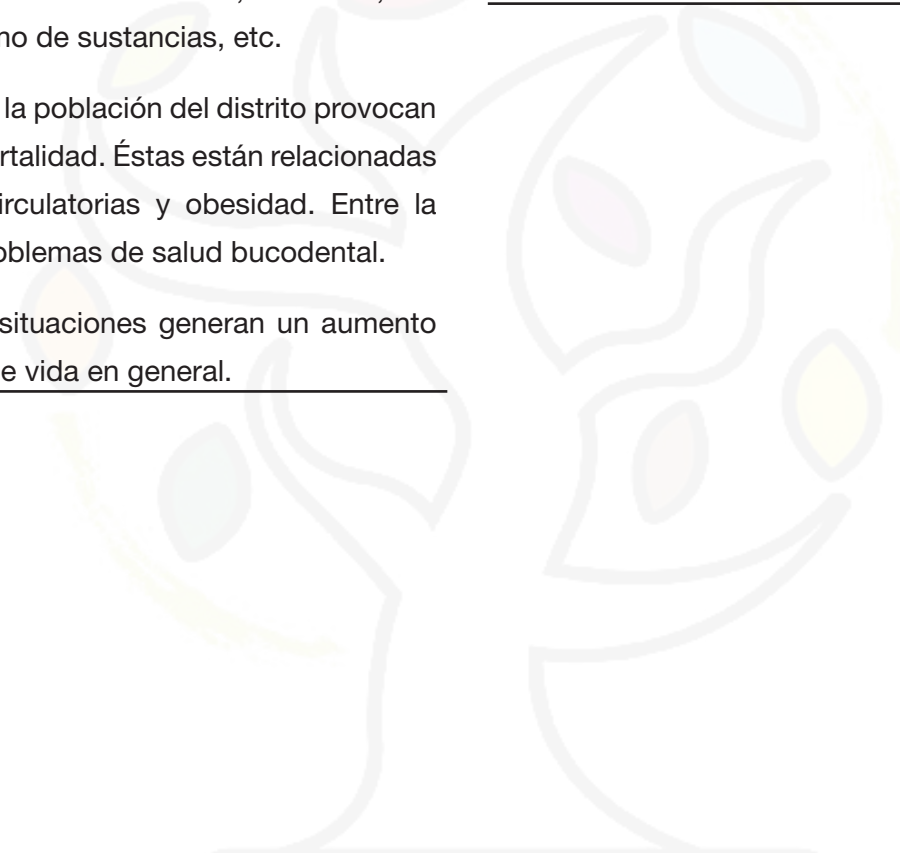 no de sustancias, etc.
la población del distrito provocan
rtalidad. Éstas están relacionadas
irculatorias y obesidad. Entre la
oblemas de salud bucodental.
situaciones generan un aumento
e vida en general.